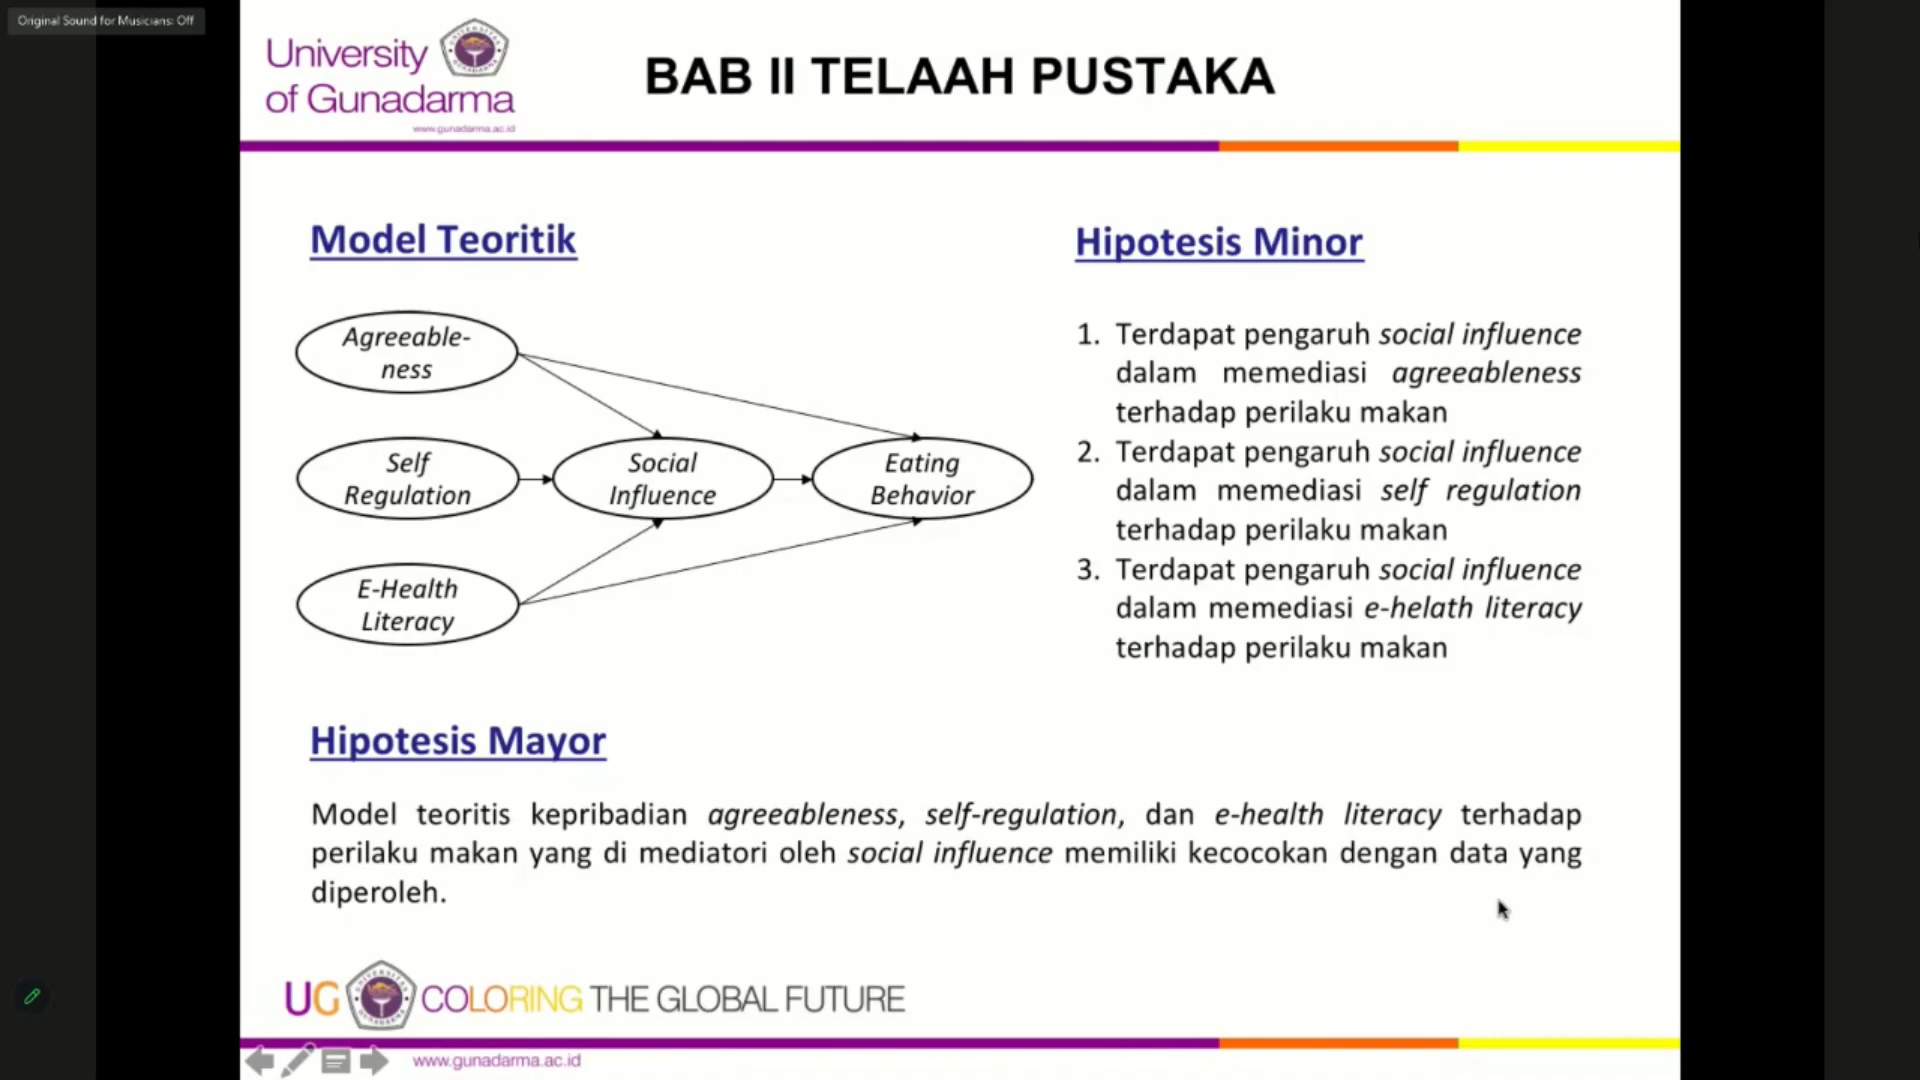 Original Sound for Musicians: Off
University
of Gunadarma
www.gunadarma.ac.id
BAB II TELAAH PUSTAKA
Model Teoritik
Agreeable-
ness
Self
Regulation
E-Health
Literacy
Social
Influence
Eating
Behavior
Hipotesis Minor
1. Terdapat pengaruh social influence
dalam memediasi agreeableness
terhadap perilaku makan
2. Terdapat pengaruh social influence
dalam memediasi self regulation
terhadap perilaku makan
3. Terdapat pengaruh social influence
dalam memediasi e-helath literacy
terhadap perilaku makan
Hipotesis Mayor
Model teoritis kepribadian agreeableness, self-regulation, dan e-health literacy terhadap
perilaku makan yang di mediatori oleh social influence memiliki kecocokan dengan data yang
diperoleh.
UG COLORING THE GLOBAL FUTURE
www.gunadarma.ac.id